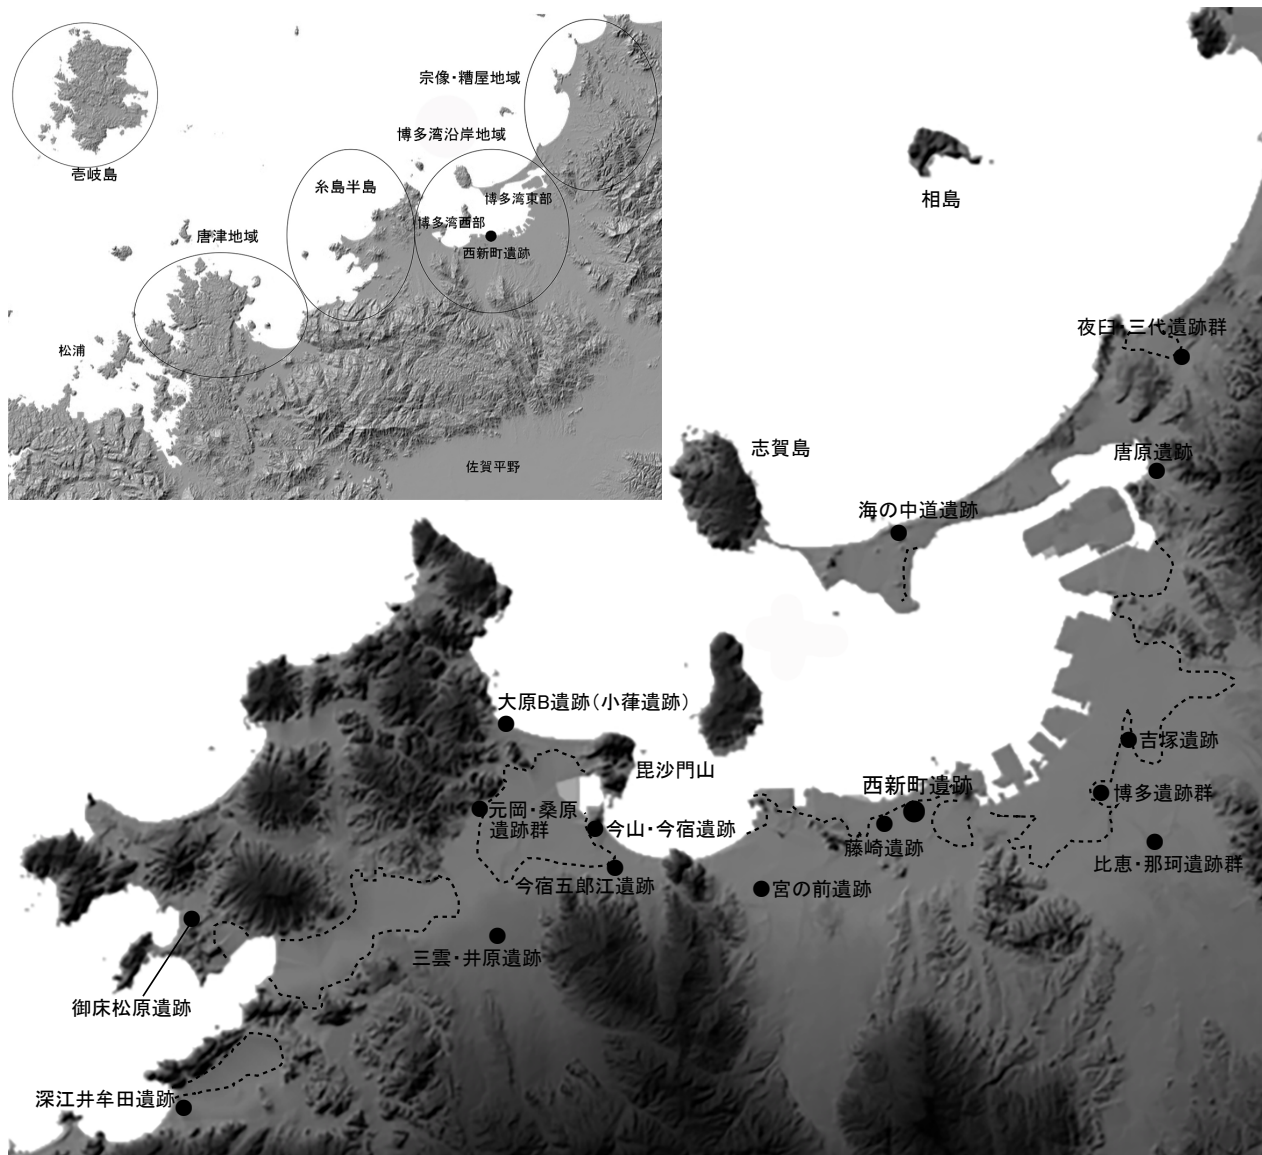 宗像・糟屋地域
博多湾沿岸地域
壱岐島
糸島半島
博多湾東部
博多湾西部
唐津地域
西新町遺跡
松浦
佐賀平野
相島
夜臼・三代遺跡群
志賀島
唐原遺跡
海の中道遺跡
大原B遺跡（小葎遺跡）
毘沙門山
吉塚遺跡
西新町遺跡
博多遺跡群
元岡・桑原
遺跡群
今山・今宿遺跡
藤崎遺跡
比恵・那珂遺跡群
今宿五郎江遺跡
宮の前遺跡
三雲・井原遺跡
御床松原遺跡
深江井牟田遺跡